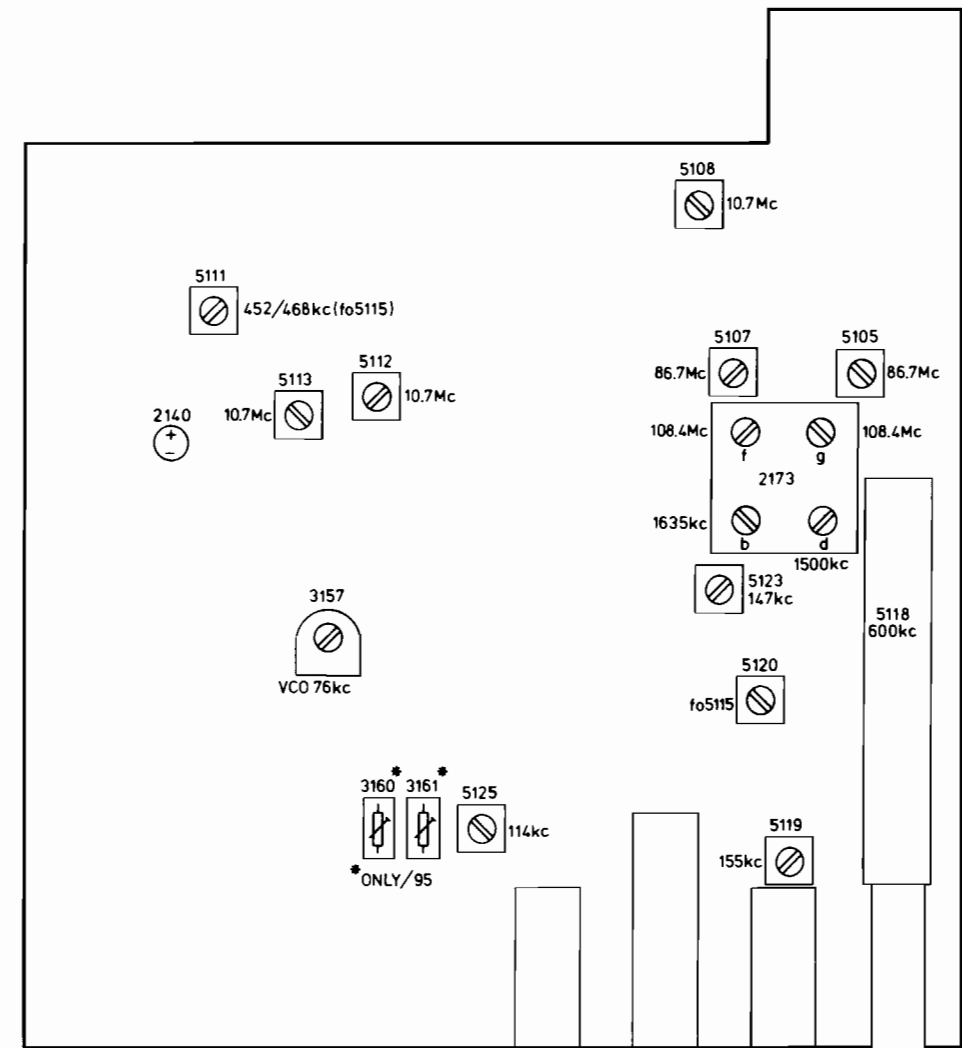 5108
10.7Mc
5111
452/468kc(fo5115)
5107
86.7Mc
5105
86.7Mc
5112
10.7Mc
5113
10.7Mc
2140
+
−
108.4Mc
108.4Mc
f
g
2173
1635kc
b
d
1500kc
5123
147kc
5118
600kc
3157
VCO 76kc
5120
fo5115
3160* 3161*
5125
114kc
*ONLY/95
5119
155kc